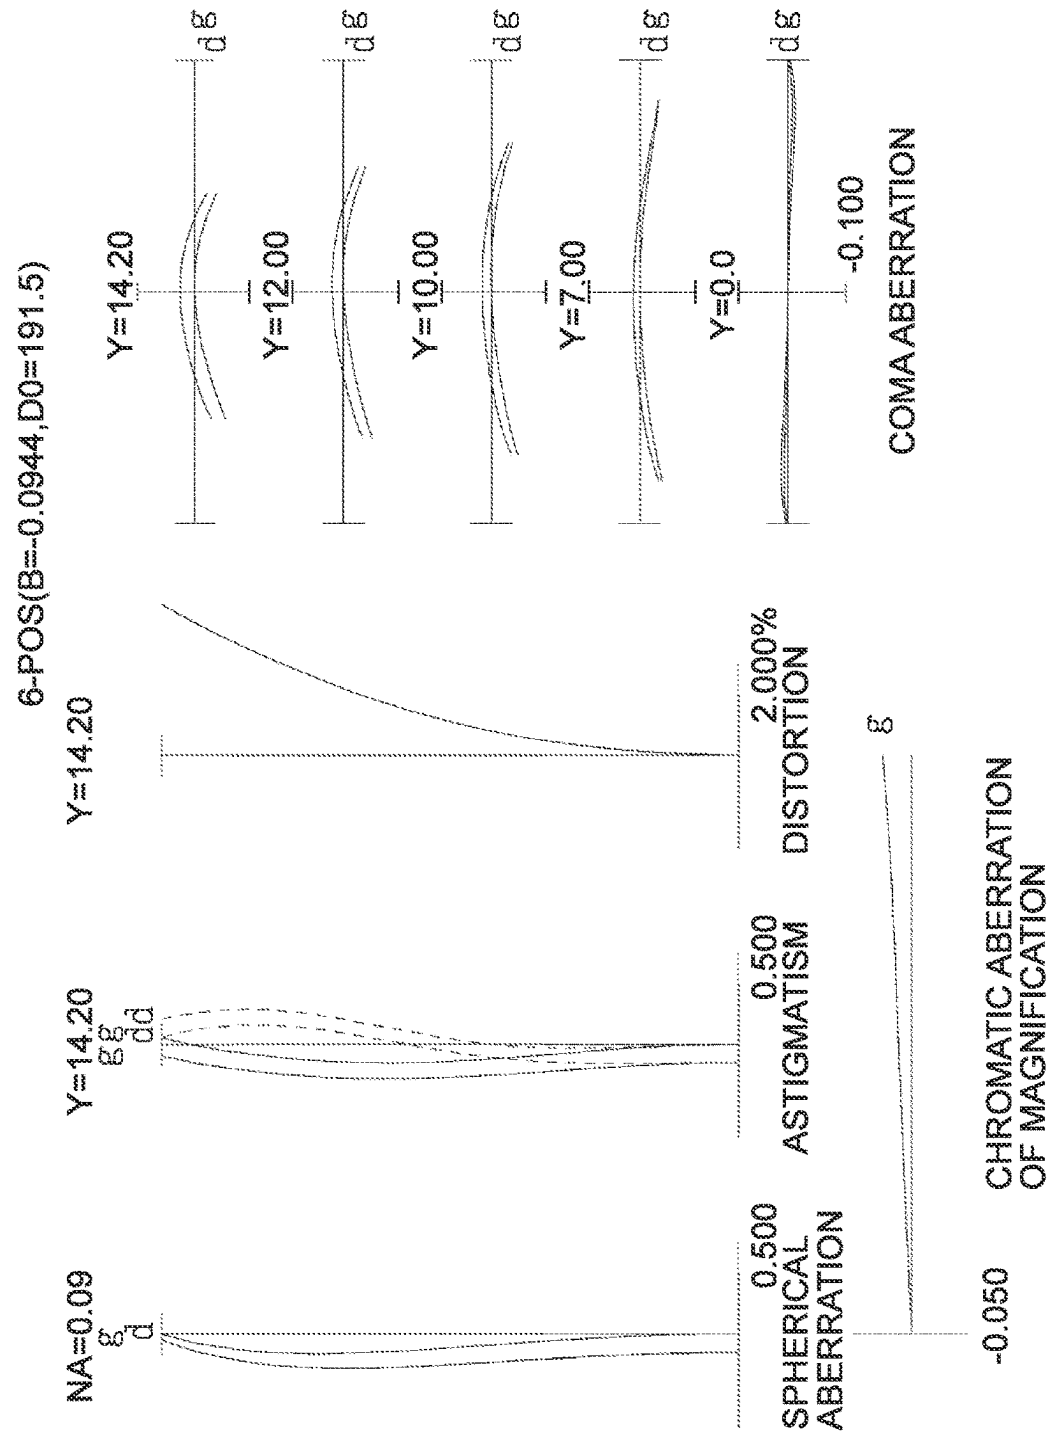 6-POS(B=-0.0944,D0=191.5)
NA=0.09
g
d
0.500
SPHERICAL
ABERRATION
Y=14.20
g g
d d
0.500
ASTIGMATISM
Y=14.20
2.000%
DISTORTION
Y=14.20
d g
Y=12.00
d g
Y=10.00
d g
Y=7.00
d g
Y=0.0
d g
-0.100
COMA ABERRATION
g
-0.050
CHROMATIC ABERRATION
OF MAGNIFICATION